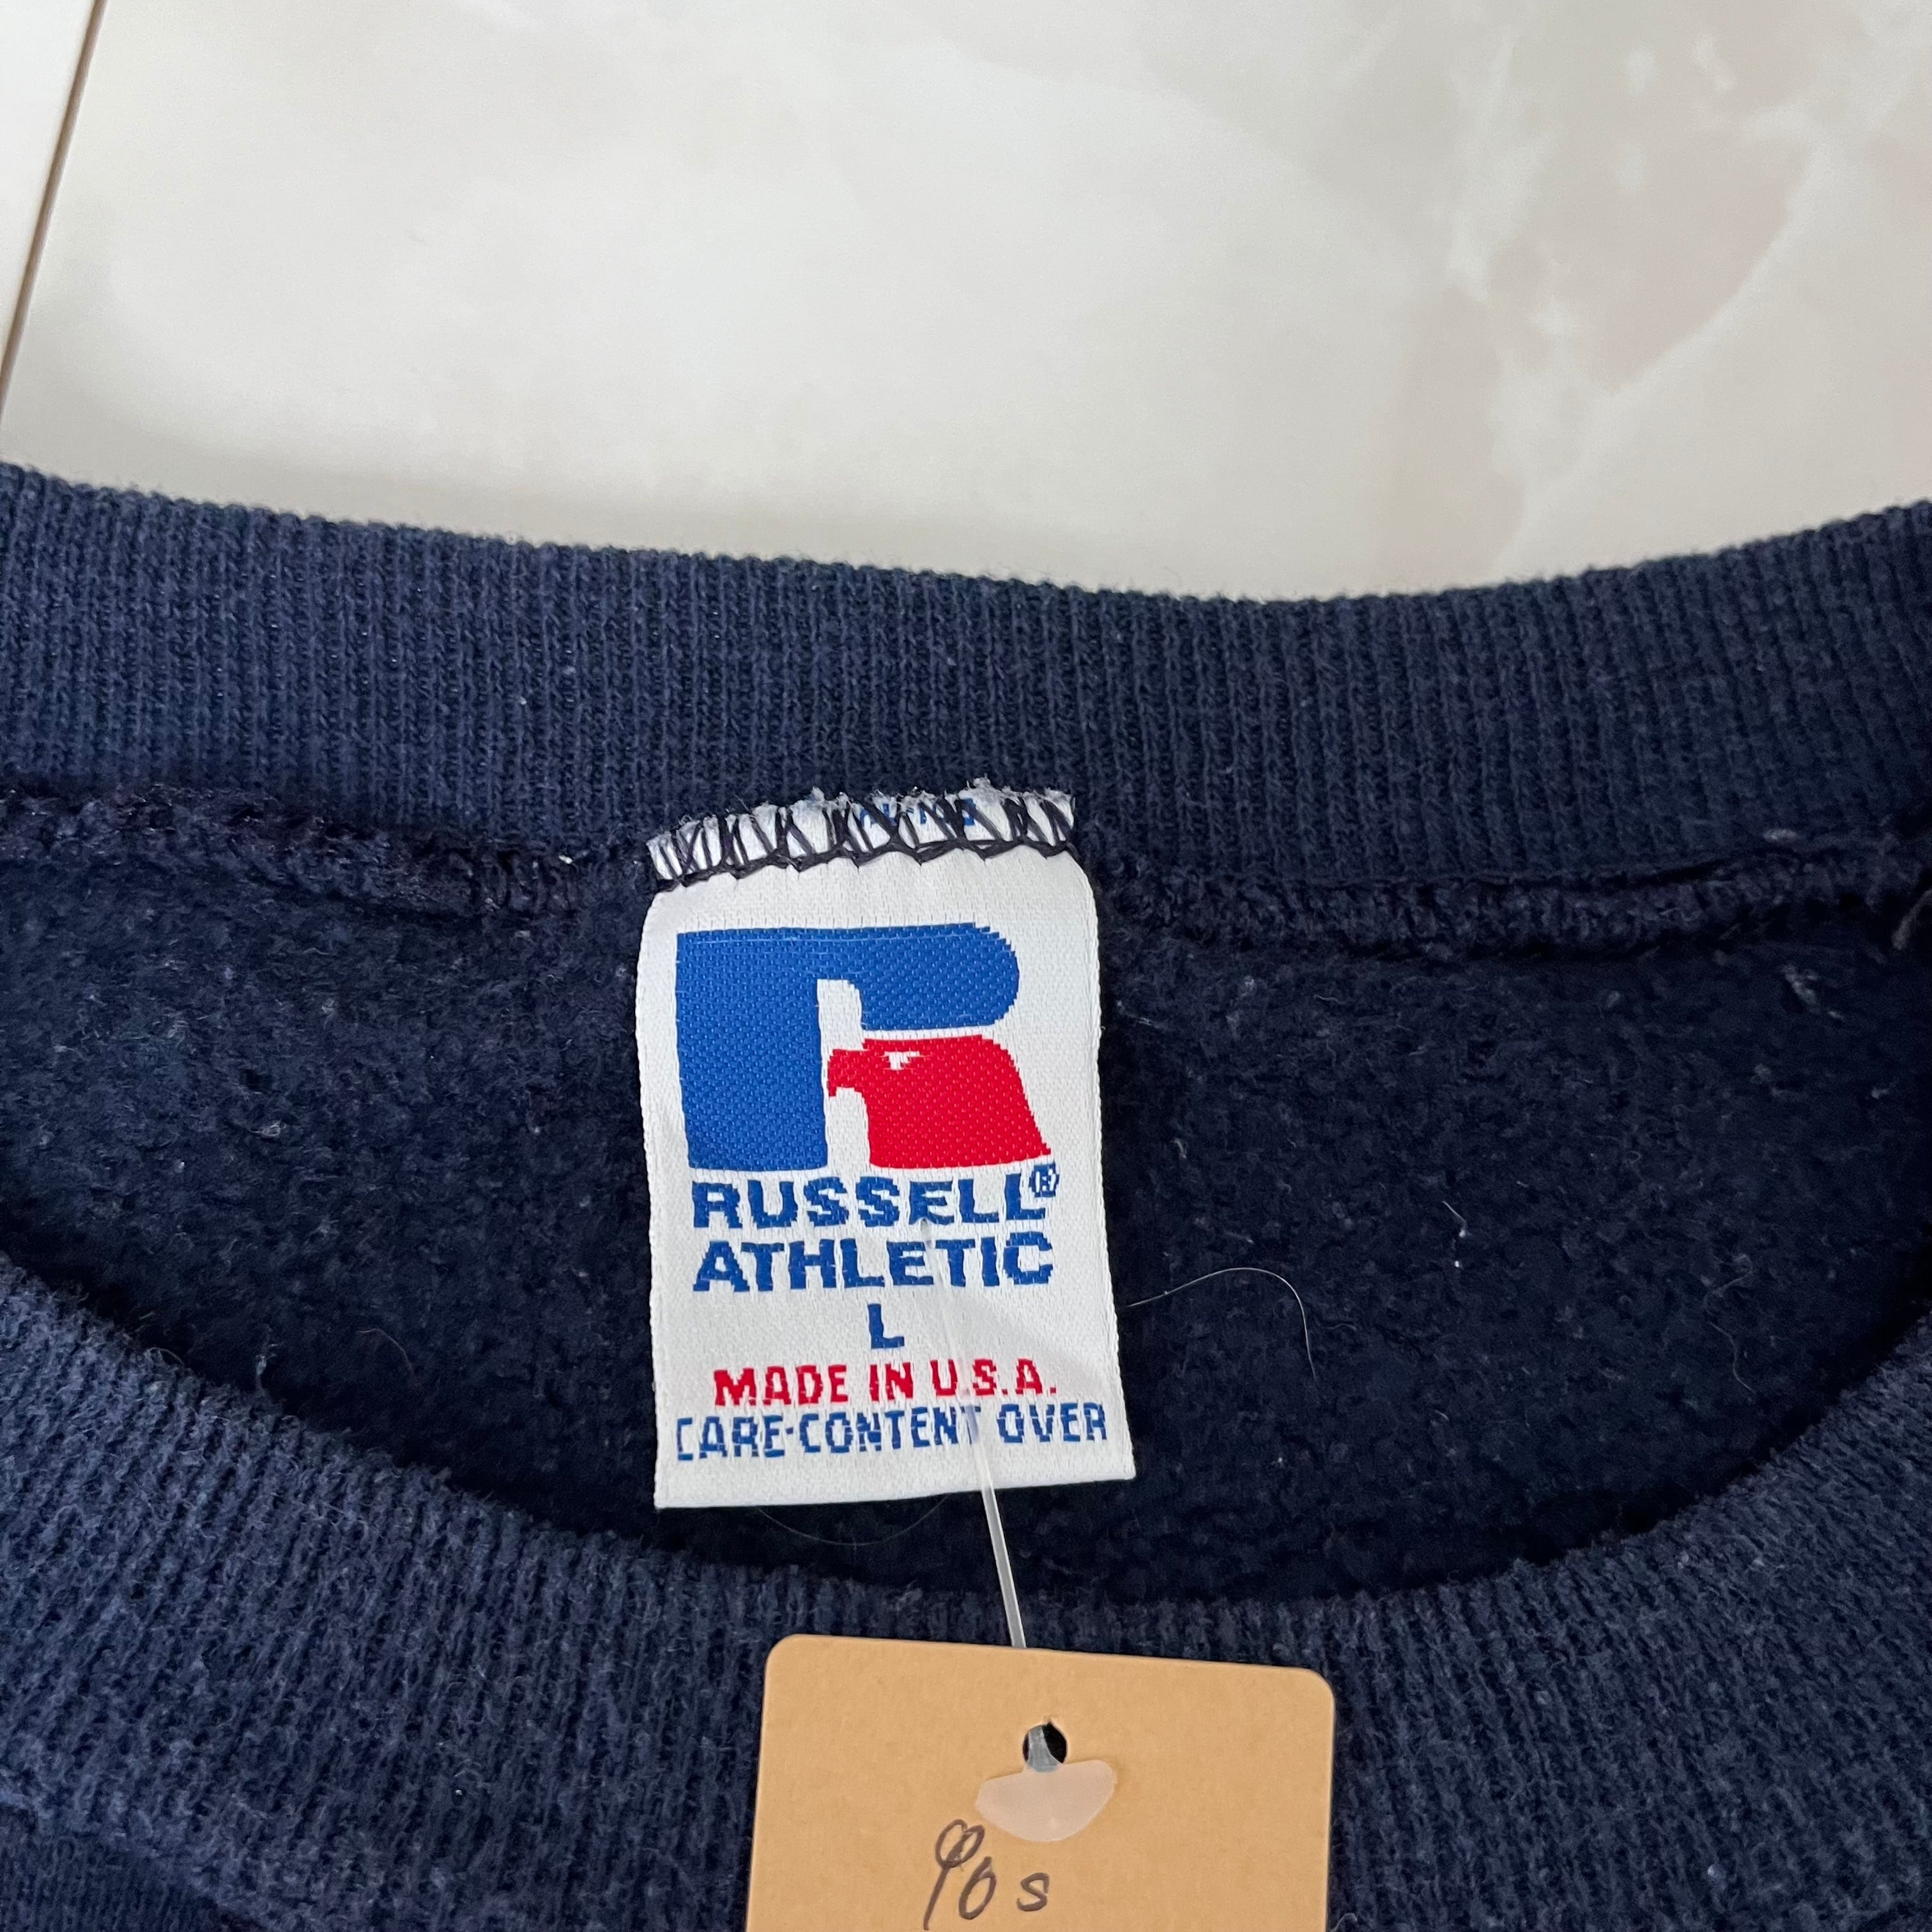 RUSSELL®
ATHLETIC
L
MADE IN U.S.A.
CARE-CONTENT OVER
90s